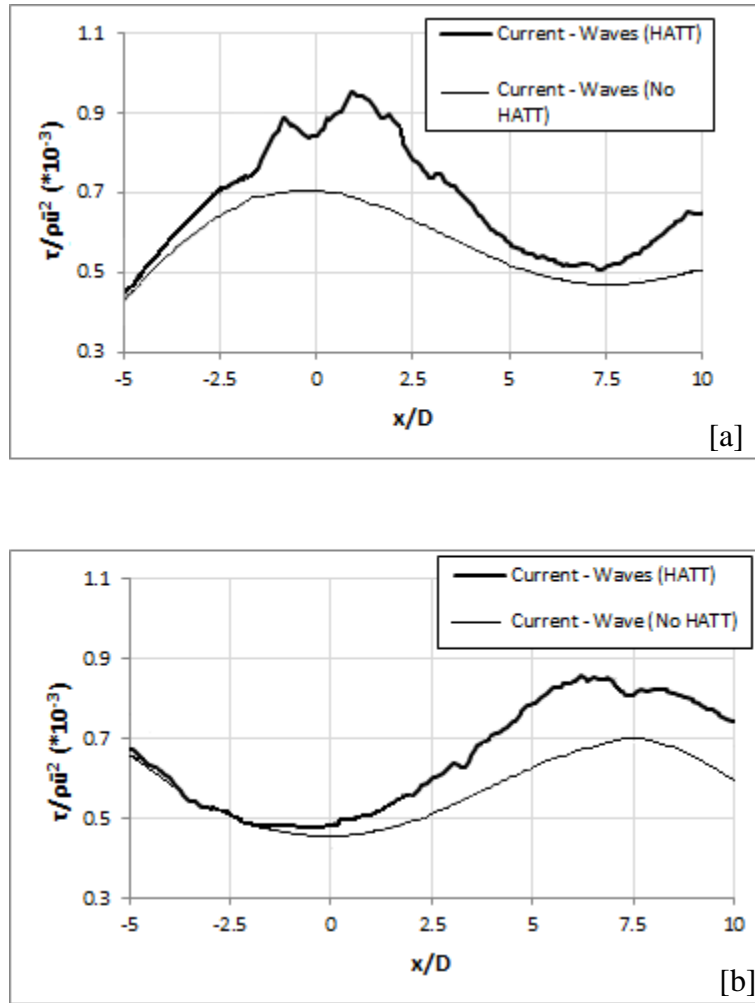 1.1
0.9
0.7
0.5
0.3
τ/ρū² (*10⁻³)
Current - Waves (HATT)
Current - Waves (No
HATT)
-5 -2.5 0 2.5 5 7.5 10
x/D
[a]
1.1
0.9
0.7
0.5
0.3
τ/ρū² (*10⁻³)
Current - Waves (HATT)
Current - Wave (No HATT)
-5 -2.5 0 2.5 5 7.5 10
x/D
[b]